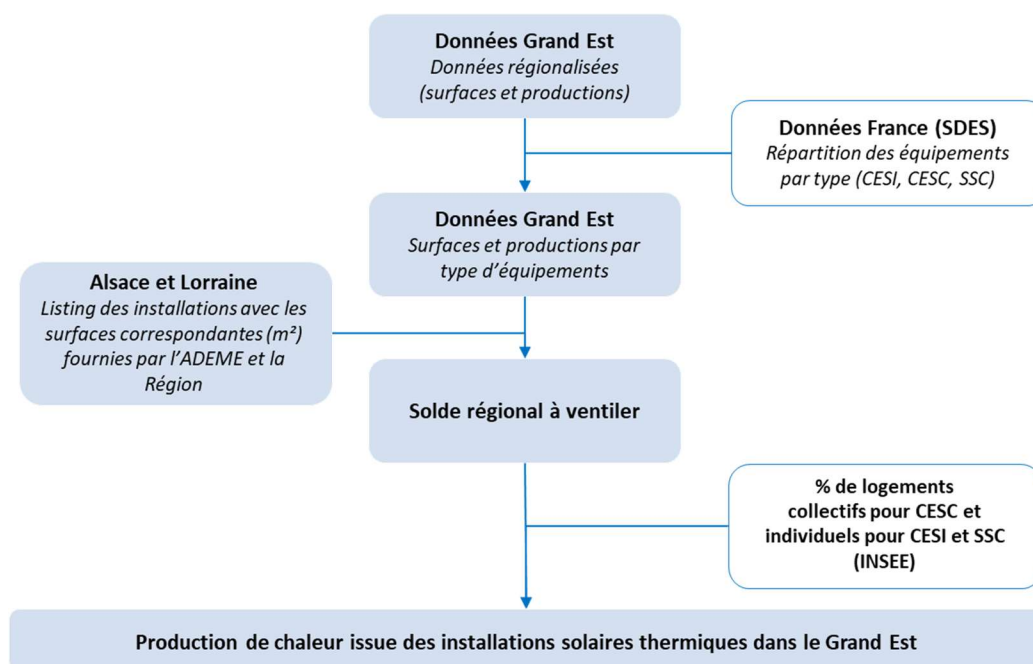 Données Grand Est
Données régionalisées
(surfaces et productions)
Données France (SDES)
Répartition des équipements
par type (CESI, CESC, SSC)
Données Grand Est
Surfaces et productions par
type d'équipements
Alsace et Lorraine
Listing des installations avec les
surfaces correspondantes (m²)
fournies par l'ADEME et la
Région
Solde régional à ventiler
% de logements
collectifs pour CESC et
individuels pour CESI et SSC
(INSEE)
Production de chaleur issue des installations solaires thermiques dans le Grand Est